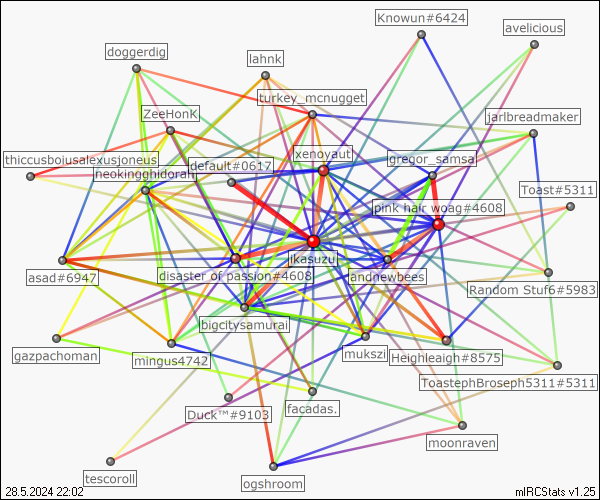 Knowun#6424
avelicious
doggerdig
lahnk
turkey_mcnugget
ZeeHonK
jarlbreadmaker
xenoyaut
thiccusboiusalexusjoneus
default#0617
gregor_samsa
neokingghidorah
Toast#5311
pink hair woag#4608
jkasuzu
disaster of passion#4608
andnewbees
asad#6947
Random Stuf6#5983
bigcitysamurai
gazpachoman
mingus4742
mukszi
Heighleaigh#8575
ToastephBroseph5311#5311
Duck™#9103
facadas.
moonraven
tescoroll
ogshroom
28.5.2024 22:02
mIRCStats v1.25